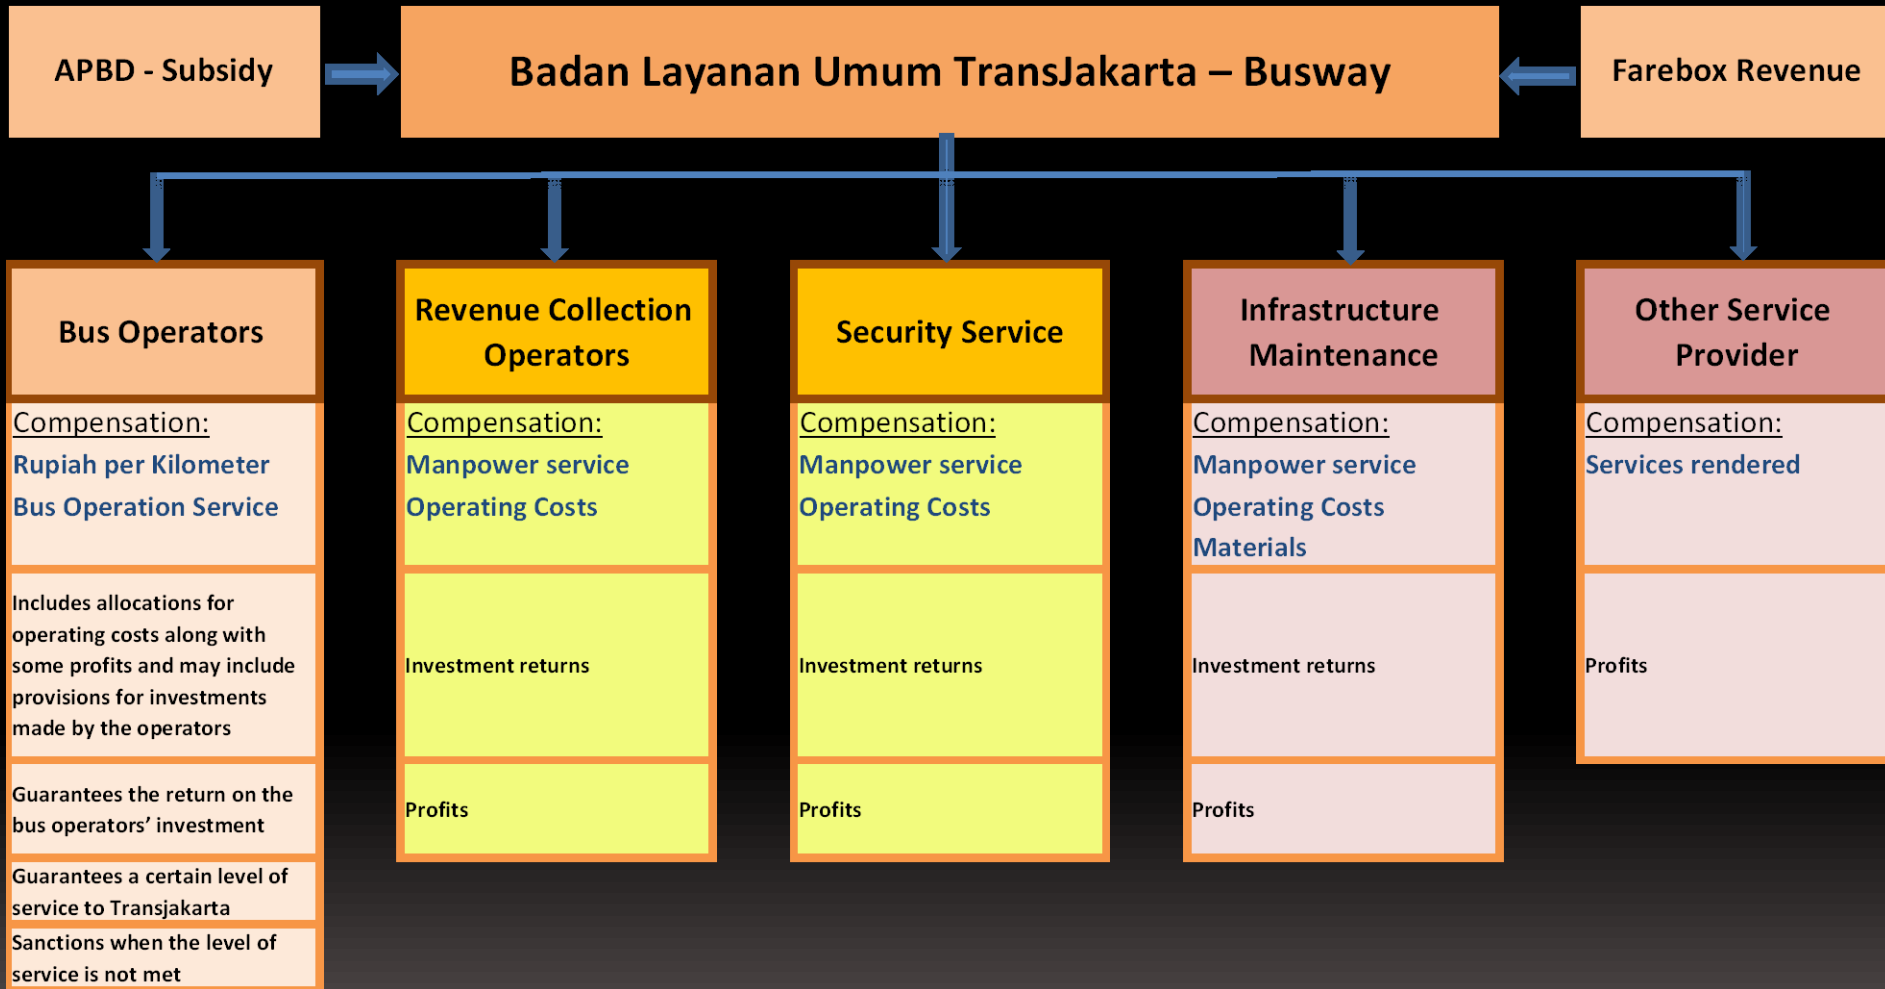 APBD - Subsidy
Badan Layanan Umum TransJakarta – Busway
Farebox Revenue
Bus Operators
Compensation:
Rupiah per Kilometer
Bus Operation Service
Includes allocations for
operating costs along with
some profits and may include
provisions for investments
made by the operators
Guarantees the return on the
bus operators’ investment
Guarantees a certain level of
service to Transjakarta
Sanctions when the level of
service is not met
Revenue Collection
Operators
Compensation:
Manpower service
Operating Costs
Investment returns
Profits
Security Service
Compensation:
Manpower service
Operating Costs
Investment returns
Profits
Infrastructure
Maintenance
Compensation:
Manpower service
Operating Costs
Materials
Investment returns
Profits
Other Service
Provider
Compensation:
Services rendered
Profits